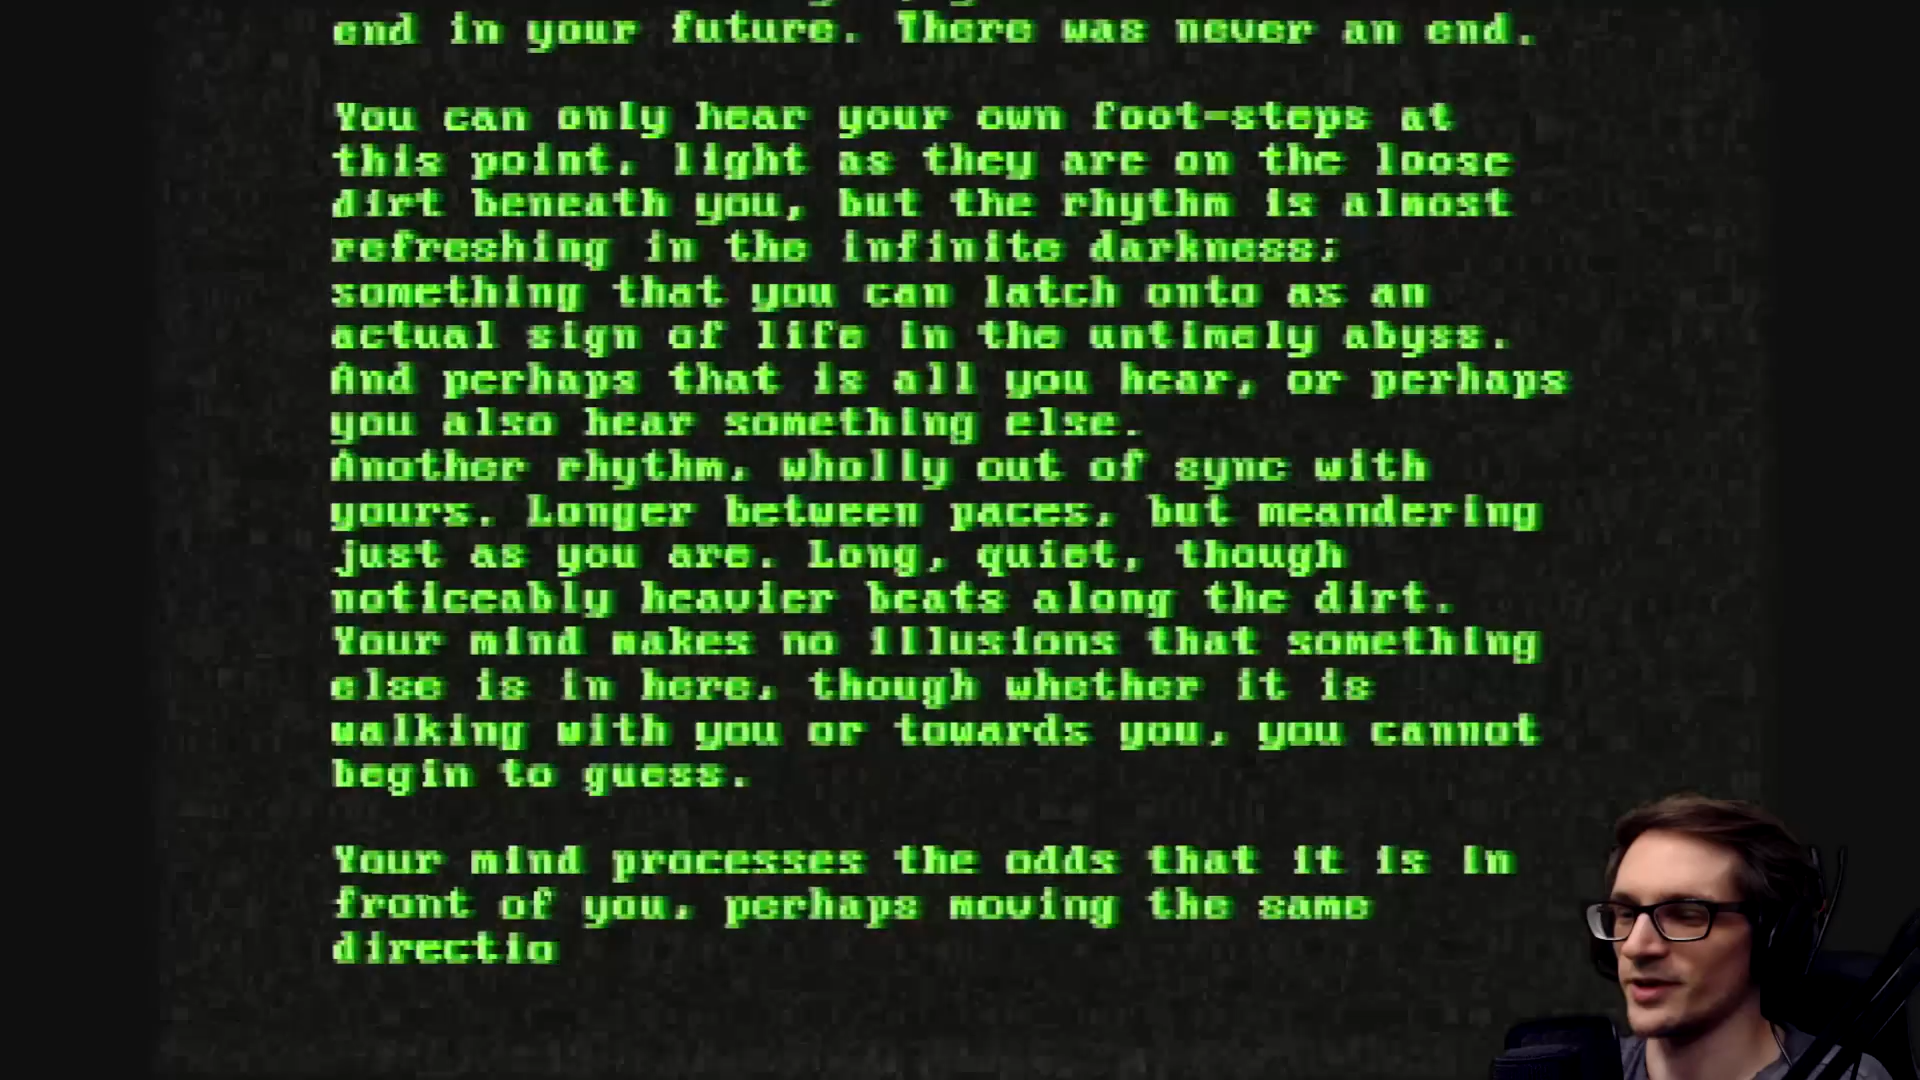 end in your future. There was never an end.
You can only hear your own foot-steps at
this point, light as they are on the loose
dirt beneath you, but the rhythm is almost
refreshing in the infinite darkness;
something that you can latch onto as an
actual sign of life in the untimely abyss.
And perhaps that is all you hear, or perhaps
you also hear something else.
Another rhythm, wholly out of sync with
yours. Longer between paces, but meandering
just as you are. Long, quiet, though
noticeably heavier beats along the dirt.
Your mind makes no illusions that something
else is in here, though whether it is
walking with you or towards you, you cannot
begin to guess.
Your mind processes the odds that it is in
front of you, perhaps moving the same
directio